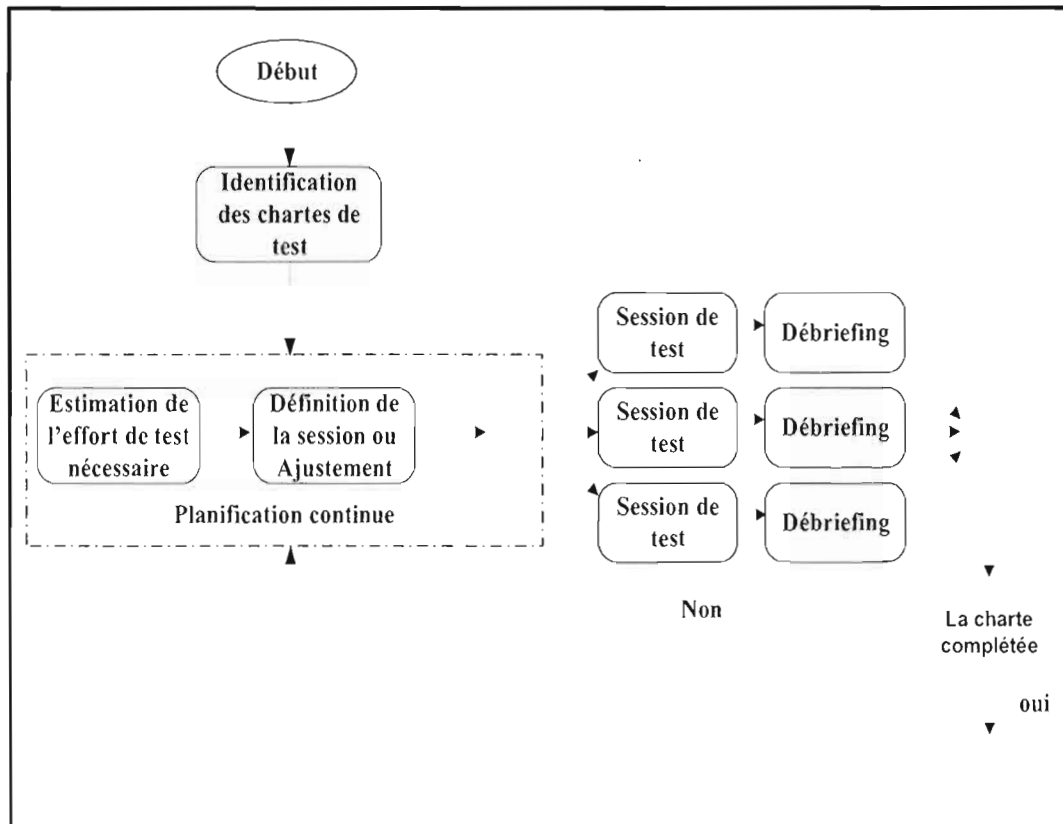 Début
Identification
des chartes de
test
Estimation de
l'effort de test
nécessaire
Définition de
la session ou
Ajustement
Planification continue
Session de
test
Débriefing
Session de
test
Débriefing
Session de
test
Débriefing
Non
La charte
complétée
oui